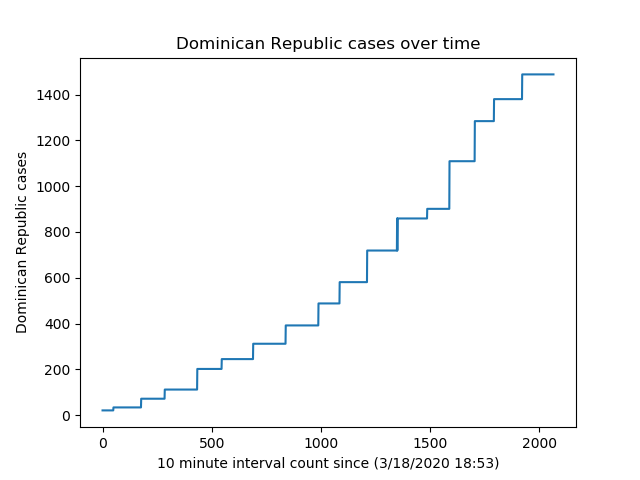 Dominican Republic cases over time
1400
1200
1000
800
600
400
200
0
Dominican Republic cases
0 500 1000 1500 2000
10 minute interval count since (3/18/2020 18:53)